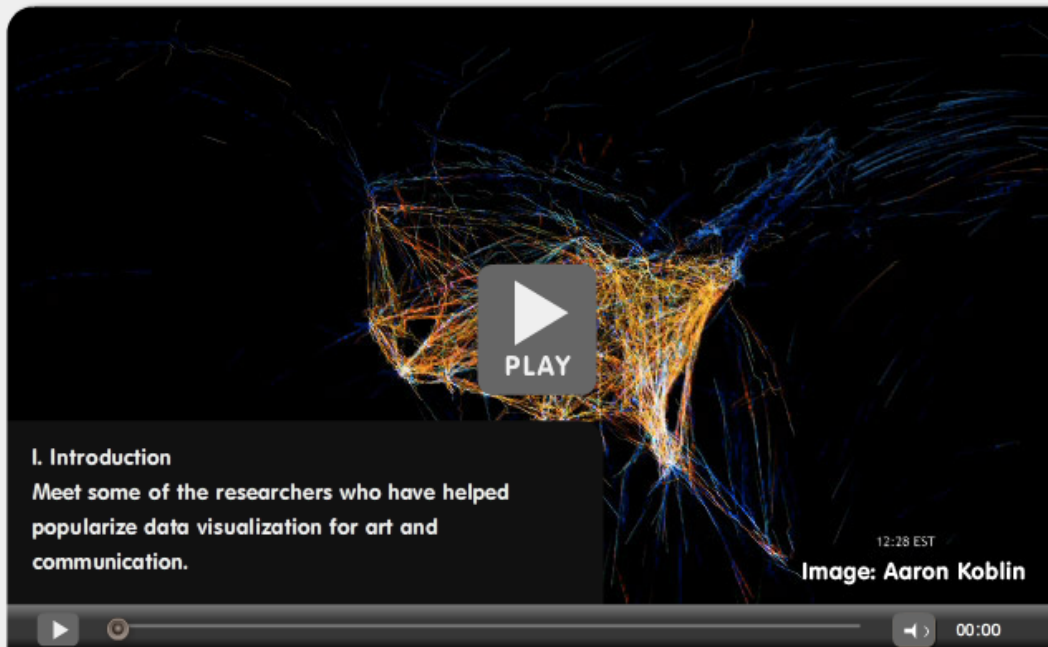 PLAY
I. Introduction
Meet some of the researchers who have helped
popularize data visualization for art and
communication.
12:28 EST
Image: Aaron Koblin
00:00